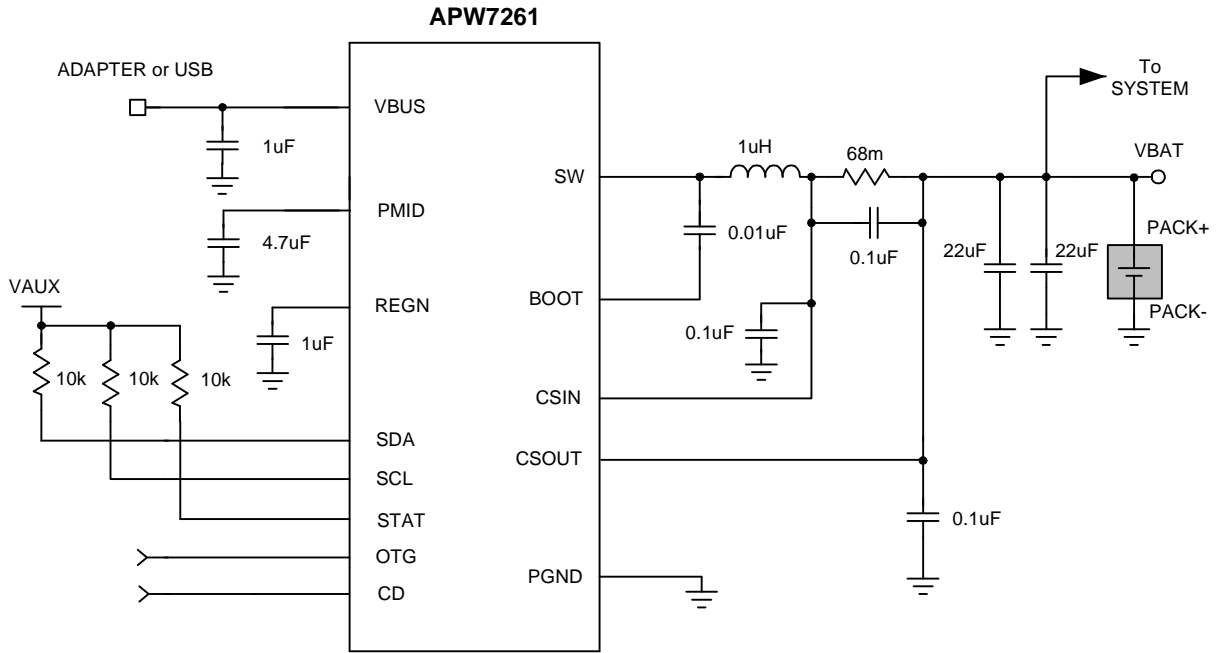 APW7261
ADAPTER or USB
VBUS
1uF
PMID
4.7uF
VAUX
REGN
1uF
10k
10k
10k
SDA
SCL
STAT
OTG
CD
SW
BOOT
CSIN
CSOUT
PGND
1uH
68m
0.01uF
0.1uF
0.1uF
0.1uF
22uF
22uF
To
SYSTEM
VBAT
PACK+
PACK-